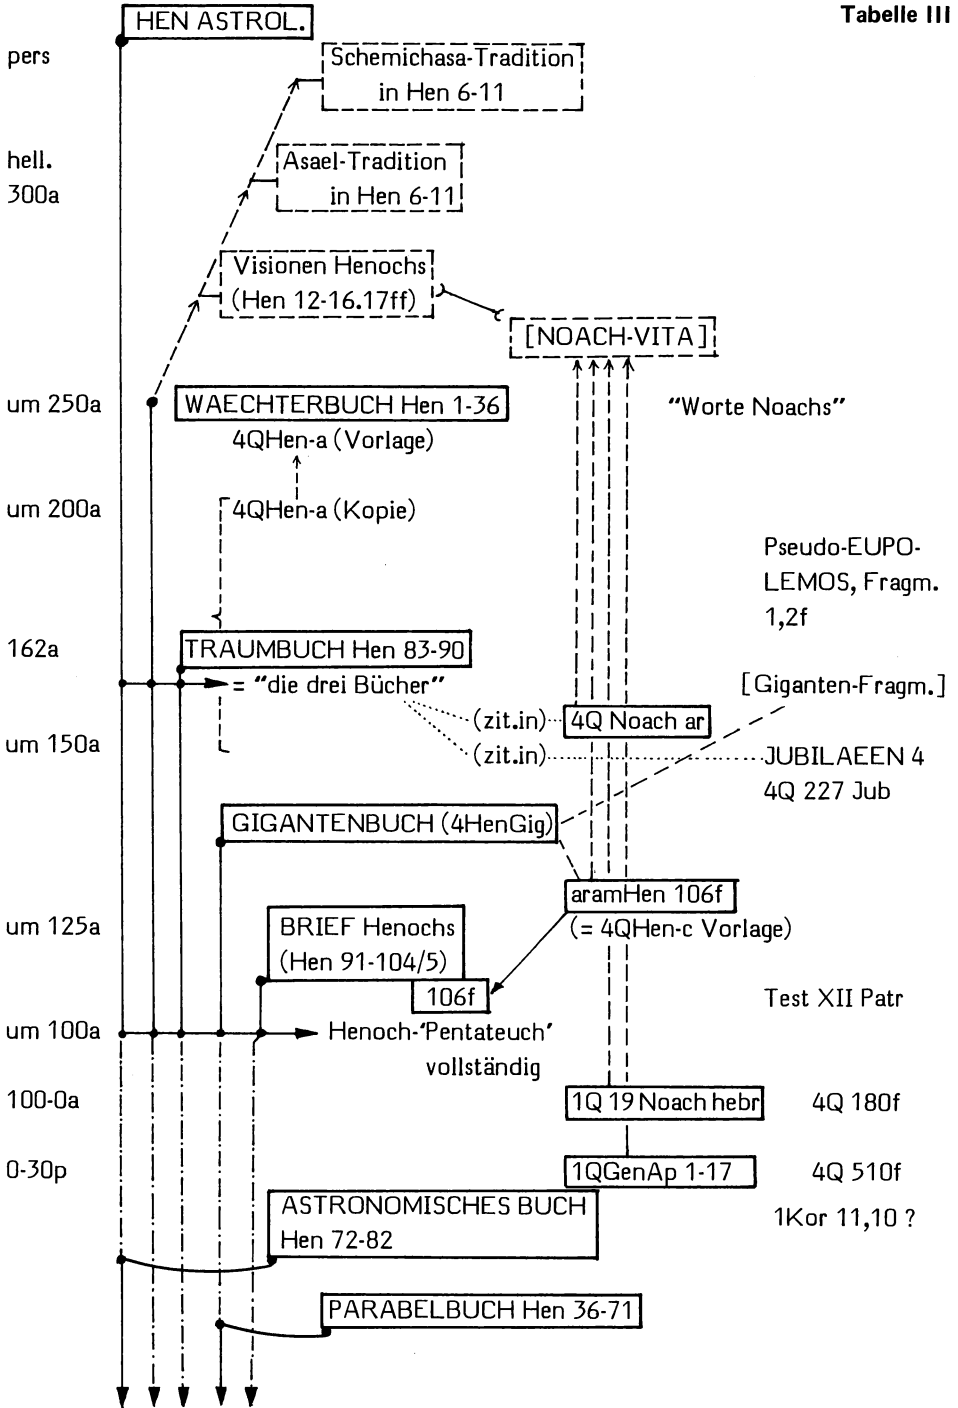 HEN ASTROL.
Tabelle III
pers
Schemichasa-Tradition
in Hen 6-11
hell.
300a
Asael-Tradition
in Hen 6-11
Visionen Henochs
(Hen 12-16.17ff)
[NOACH-VITA]
um 250a
WAECHTERBUCH Hen 1-36
"Worte Noachs"
4QHen-a (Vorlage)
um 200a
4QHen-a (Kopie)
Pseudo-EUPO-
LEMOS, Fragm.
1,2f
162a
TRAUMBUCH Hen 83-90
= "die drei Bücher"
[Giganten-Fragm.]
(zit.in)
4Q Noach ar
um 150a
(zit.in)
JUBILAEEN 4
4Q 227 Jub
GIGANTENBUCH (4HenGig)
aramHen 106f
(= 4QHen-c Vorlage)
um 125a
BRIEF Henochs
(Hen 91-104/5)
106f
Test XII Patr
um 100a
Henoch-'Pentateuch'
vollständig
100-0a
1Q 19 Noach hebr
4Q 180f
0-30p
1QGenAp 1-17
4Q 510f
ASTRONOMISCHES BUCH
Hen 72-82
1Kor 11,10 ?
PARABELBUCH Hen 36-71